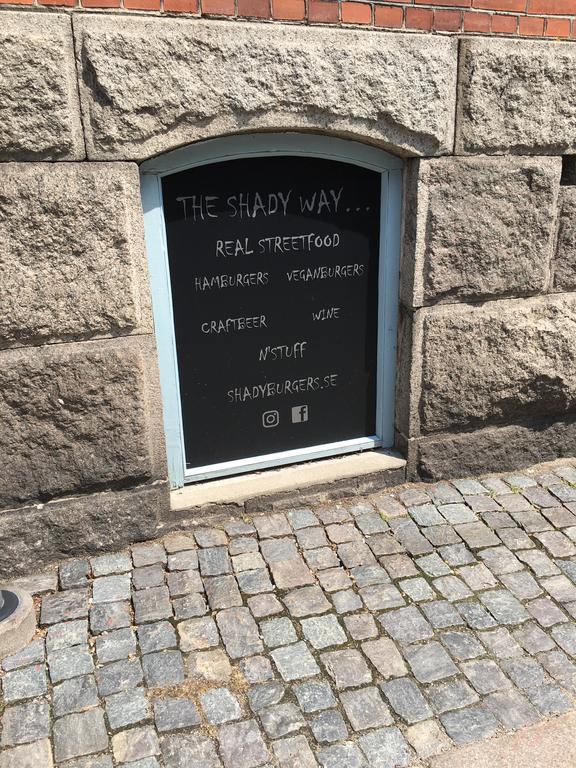 THE SHADY WAY...
REAL STREETFOOD
HAMBURGERS VEGANBURGERS
CRAFTBEER WINE
N'STUFF
SHADYBURGERS.SE